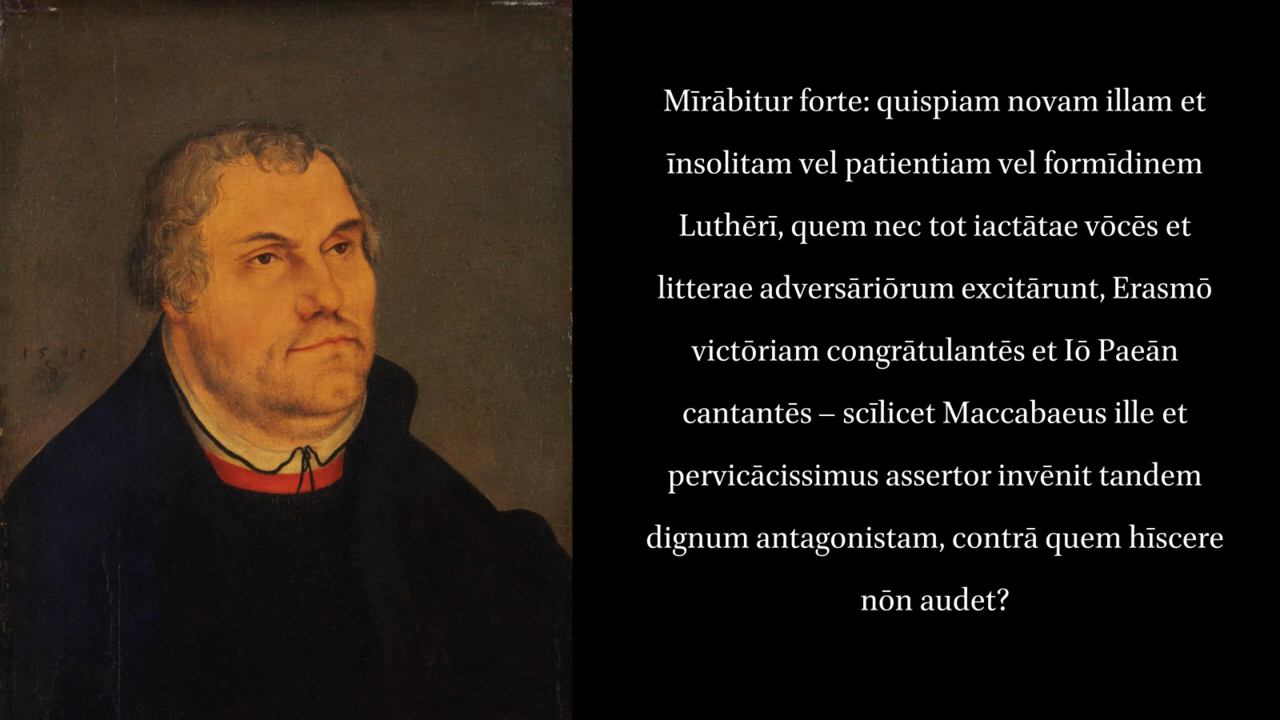 1545
Mīrābitur forte: quispiam novam illam et
īnsolitam vel patientiam vel formīdinem
Luthērī, quem nec tot iactātae vōcēs et
litterae adversāriōrum excitārunt, Erasmō
victōriam congrātulantēs et Iō Paeān
cantantēs – scīlicet Maccabaeus ille et
pervicācissimus assertor invēnit tandem
dignum antagonistam, contrā quem hīscere
nōn audet?